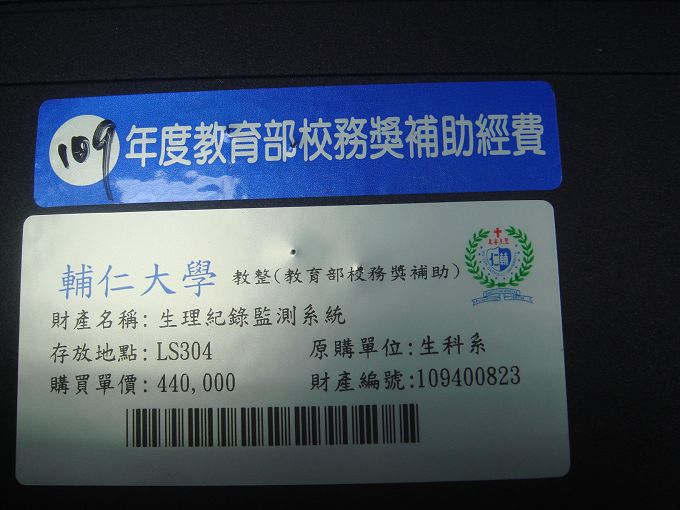 109年度教育部校務獎補助經費
輔仁大學 教整(教育部校務獎補助)
財產名稱: 生理紀錄監測系統
存放地點: LS304 原購單位: 生科系
購買單價: 440,000 財產編號:109400823